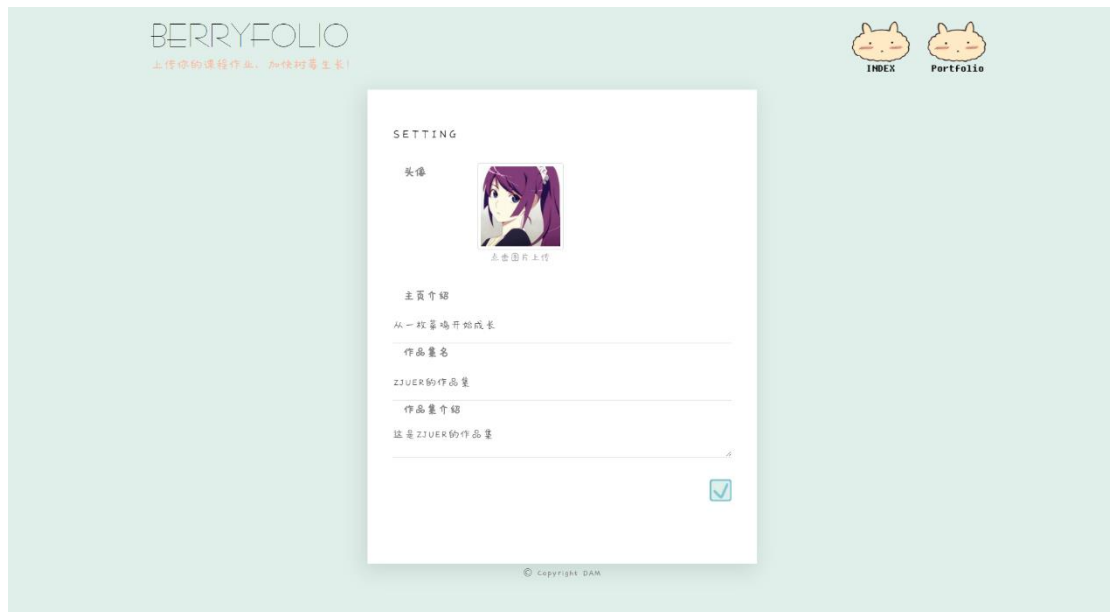 BERRYFOLIO
上传你的课程作业，加快树莓生长！
INDEX
Portfolio
SETTING
头像
点击图片上传
主页介绍
从一枚菜鸡开始成长
作品集名
ZJUER的作品集
作品集介绍
这是ZJUER的作品集
© Copyright DAM